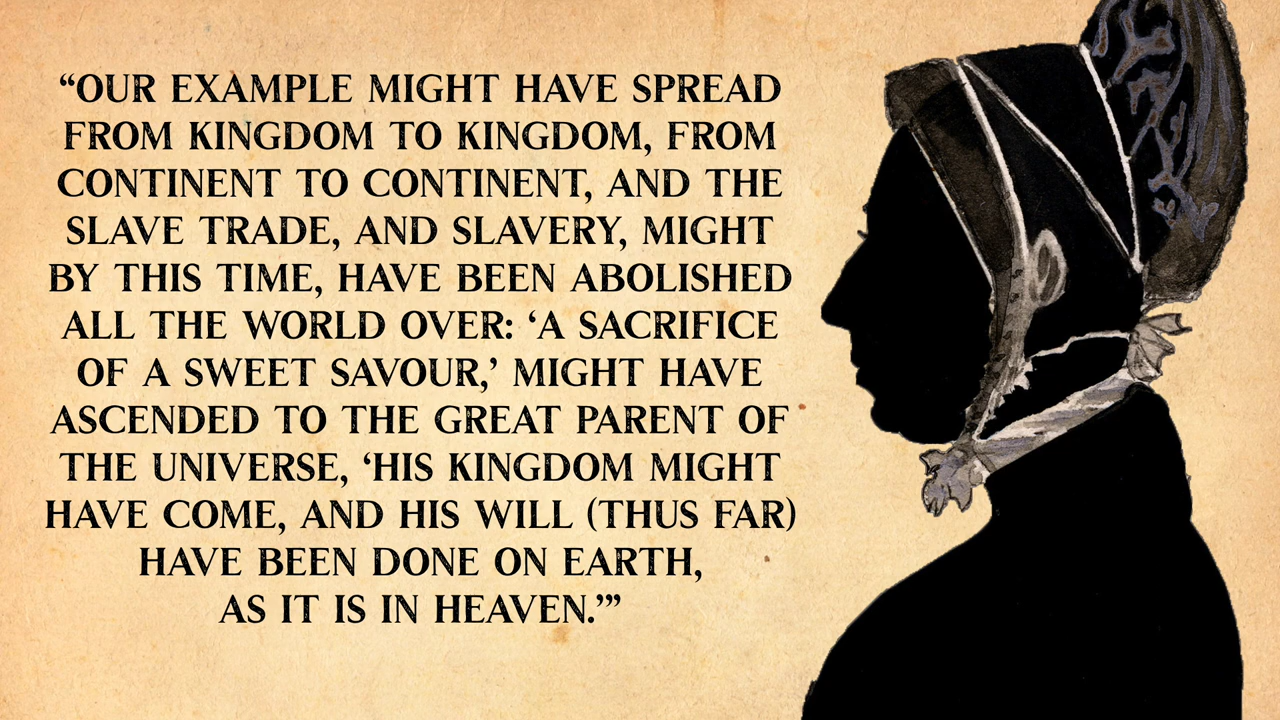 “OUR EXAMPLE MIGHT HAVE SPREAD
FROM KINGDOM TO KINGDOM, FROM
CONTINENT TO CONTINENT, AND THE
SLAVE TRADE, AND SLAVERY, MIGHT
BY THIS TIME, HAVE BEEN ABOLISHED
ALL THE WORLD OVER: ‘A SACRIFICE
OF A SWEET SAVOUR,’ MIGHT HAVE
ASCENDED TO THE GREAT PARENT OF
THE UNIVERSE, ‘HIS KINGDOM MIGHT
HAVE COME, AND HIS WILL (THUS FAR)
HAVE BEEN DONE ON EARTH,
AS IT IS IN HEAVEN.’”